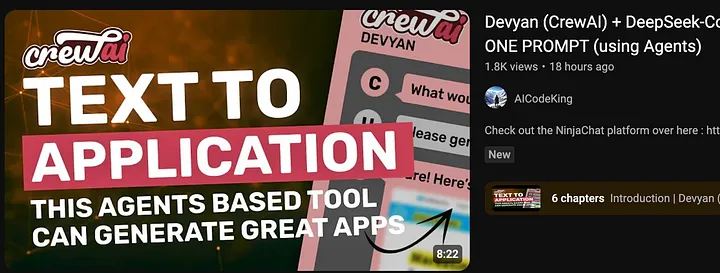 crewai
TEXT TO
APPLICATION
THIS AGENTS BASED TOOL
CAN GENERATE GREAT APPS
crewai
DEVYAN
C
What wou
U
lease gen
re! Here's
8:22
Devyan (CrewAI) + DeepSeek-Co
ONE PROMPT (using Agents)
1.8K views • 18 hours ago
AICodeKing
Check out the NinjaChat platform over here : htt
New
TEXT TO
APPLICATION
6 chapters Introduction | Devyan (